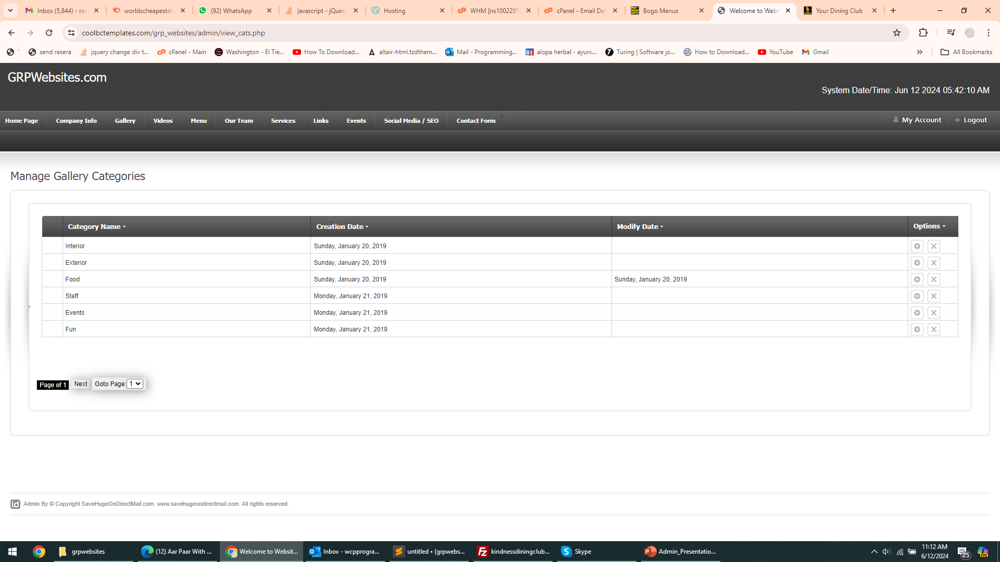 Inbox (5,844) - rav
worldscheapestdi
(92) WhatsApp
javascript - jQuery
Hosting
WHM [ns1002291
cPanel - Email Del
Bogo Menus
Welcome to Webs
Your Dining Club
coolbctemplates.com/grp_websites/admin/view_cats.php
send resera
jquery change div t...
cPanel - Main
Washington - El Tie...
How To Download...
altair-html.tzdthem...
Mail - Programming...
alopa herbal - ayurv...
Turing | Software jo...
How to Download...
YouTube
Gmail
All Bookmarks
GRPWebsites.com
System Date/Time: Jun 12 2024 05:42:10 AM
Home Page Company Info Gallery Videos Menu Our Team Services Links Events Social Media / SEO Contact Form s My Account Logout
Manage Gallery Categories
Category Name Creation Date Modify Date Options
Interior Sunday, January 20, 2019
Exterior Sunday, January 20, 2019
Food Sunday, January 20, 2019 Sunday, January 20, 2019
Staff Monday, January 21, 2019
Events Monday, January 21, 2019
Fun Monday, January 21, 2019
Page of 1 Next Goto Page: 1
id Admin By © Copyright SaveHugeOnDirectMail.com. www.savehugeondirectmail.com. All rights reserved.
grpwebsites
(12) Aar Paar With ...
Welcome to Websit...
Inbox - wcpprogra...
untitled • (grpwebs...
kindnessdiningclub...
Skype
Admin_Presentatio...
11:12 AM
6/12/2024
25
PRE